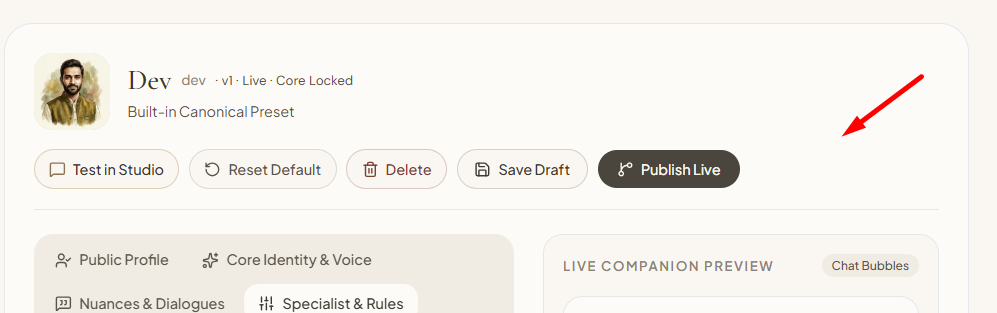 Dev dev · v1 · Live · Core Locked
Built-in Canonical Preset
Test in Studio Reset Default Delete Save Draft Publish Live
Public Profile Core Identity & Voice
Nuances & Dialogues Specialist & Rules
LIVE COMPANION PREVIEW Chat Bubbles